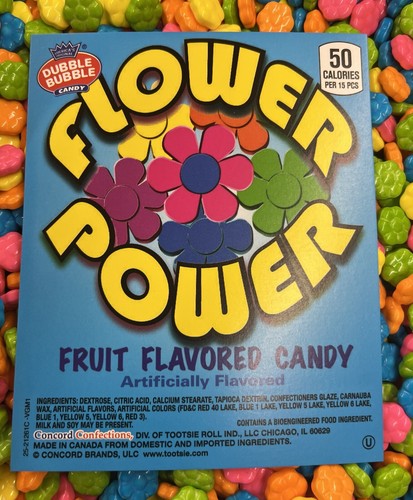 DUBBLE
BUBBLE
CANDY
50
CALORIES
PER 15 PCS
FLOWER
POWER
FRUIT FLAVORED CANDY
Artificially Flavored
INGREDIENTS: DEXTROSE, CITRIC ACID, CALCIUM STEARATE, TAPIOCA DEXTRIN, CONFECTIONERS GLAZE, CARNAUBA
WAX, ARTIFICIAL FLAVORS, ARTIFICIAL COLORS (FD&C RED 40 LAKE, BLUE 1 LAKE, YELLOW 5 LAKE, YELLOW 6 LAKE,
BLUE 1, YELLOW 5, YELLOW 6, RED 3).
CONTAINS A BIOENGINEERED FOOD INGREDIENT.
MILK AND SOY MAY BE PRESENT.
Concord Confections, DIV. OF TOOTSIE ROLL IND., LLC CHICAGO, IL 60629
MADE IN CANADA FROM DOMESTIC AND IMPORTED INGREDIENTS.
© CONCORD BRANDS, ULC www.tootsie.com
U
25-21261C-VGM1